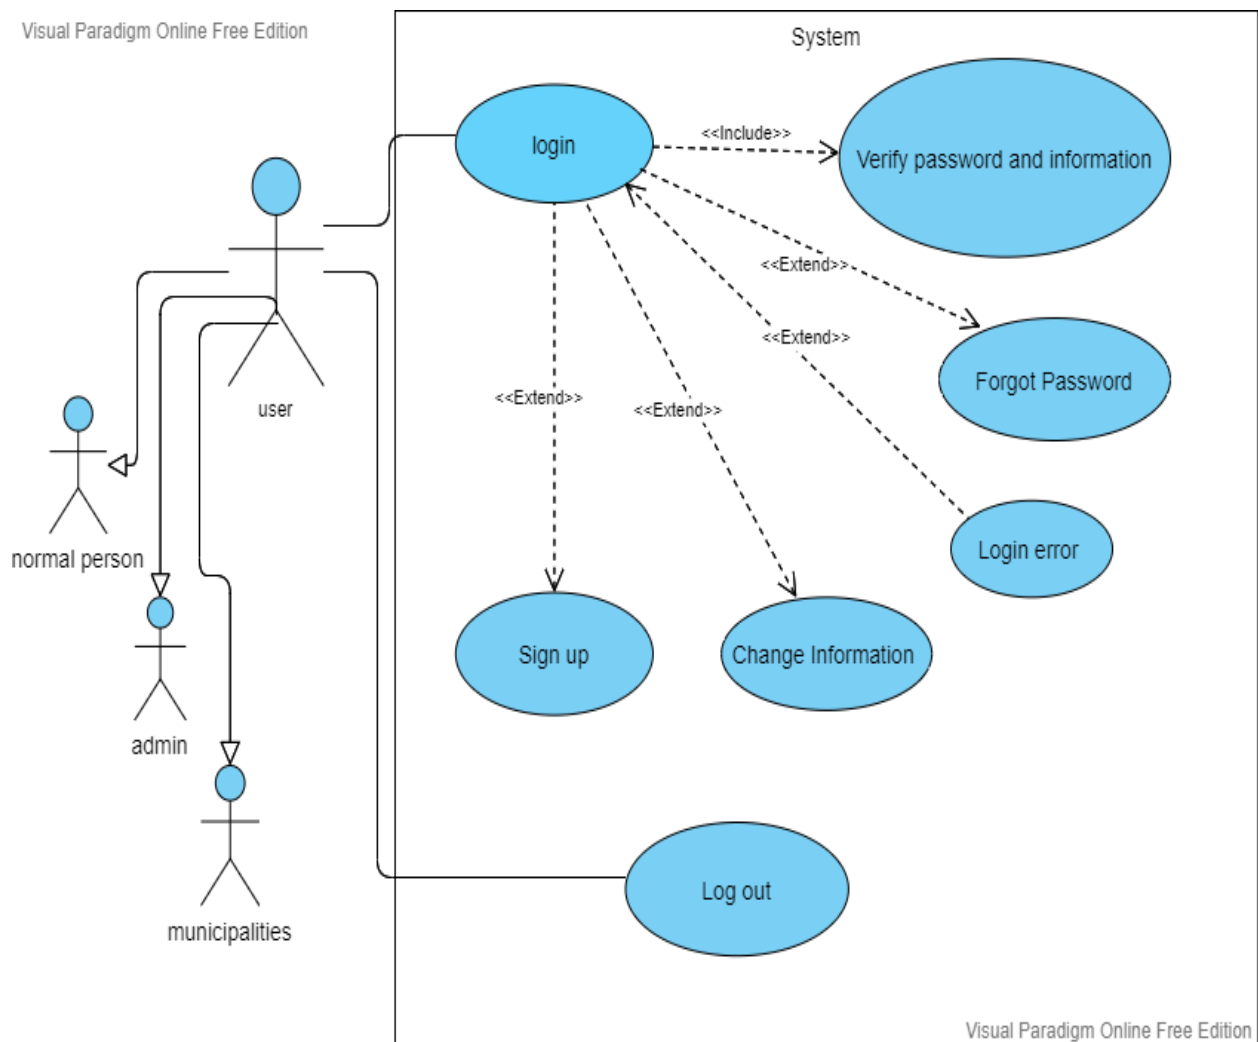 Visual Paradigm Online Free Edition
System
login
<<Include>>
Verify password and information
<<Extend>>
<<Extend>>
Forgot Password
<<Extend>>
<<Extend>>
user
Login error
normal person
Sign up
Change Information
admin
Log out
municipalities
Visual Paradigm Online Free Edition